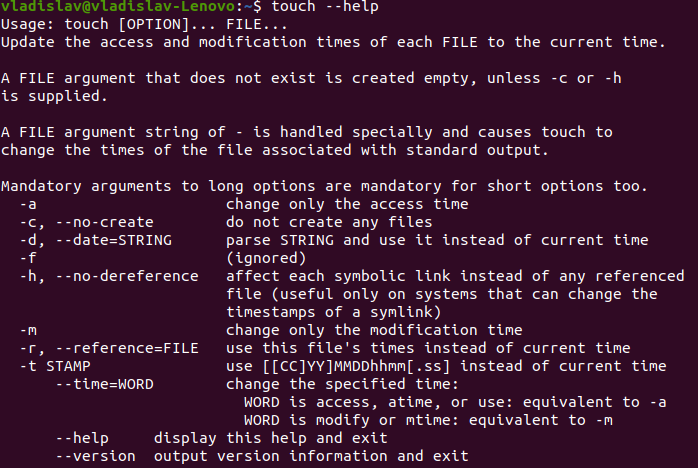 vladislav@vladislav-Lenovo:~$ touch --help
Usage: touch [OPTION]... FILE...
Update the access and modification times of each FILE to the current time.

A FILE argument that does not exist is created empty, unless -c or -h
is supplied.

A FILE argument string of - is handled specially and causes touch to
change the times of the file associated with standard output.

Mandatory arguments to long options are mandatory for short options too.
  -a                     change only the access time
  -c, --no-create        do not create any files
  -d, --date=STRING      parse STRING and use it instead of current time
  -f                     (ignored)
  -h, --no-dereference   affect each symbolic link instead of any referenced
                         file (useful only on systems that can change the
                         timestamps of a symlink)
  -m                     change only the modification time
  -r, --reference=FILE   use this file's times instead of current time
  -t STAMP               use [[CC]YY]MMDDhhmm[.ss] instead of current time
      --time=WORD        change the specified time:
                           WORD is access, atime, or use: equivalent to -a
                           WORD is modify or mtime: equivalent to -m
      --help     display this help and exit
      --version  output version information and exit